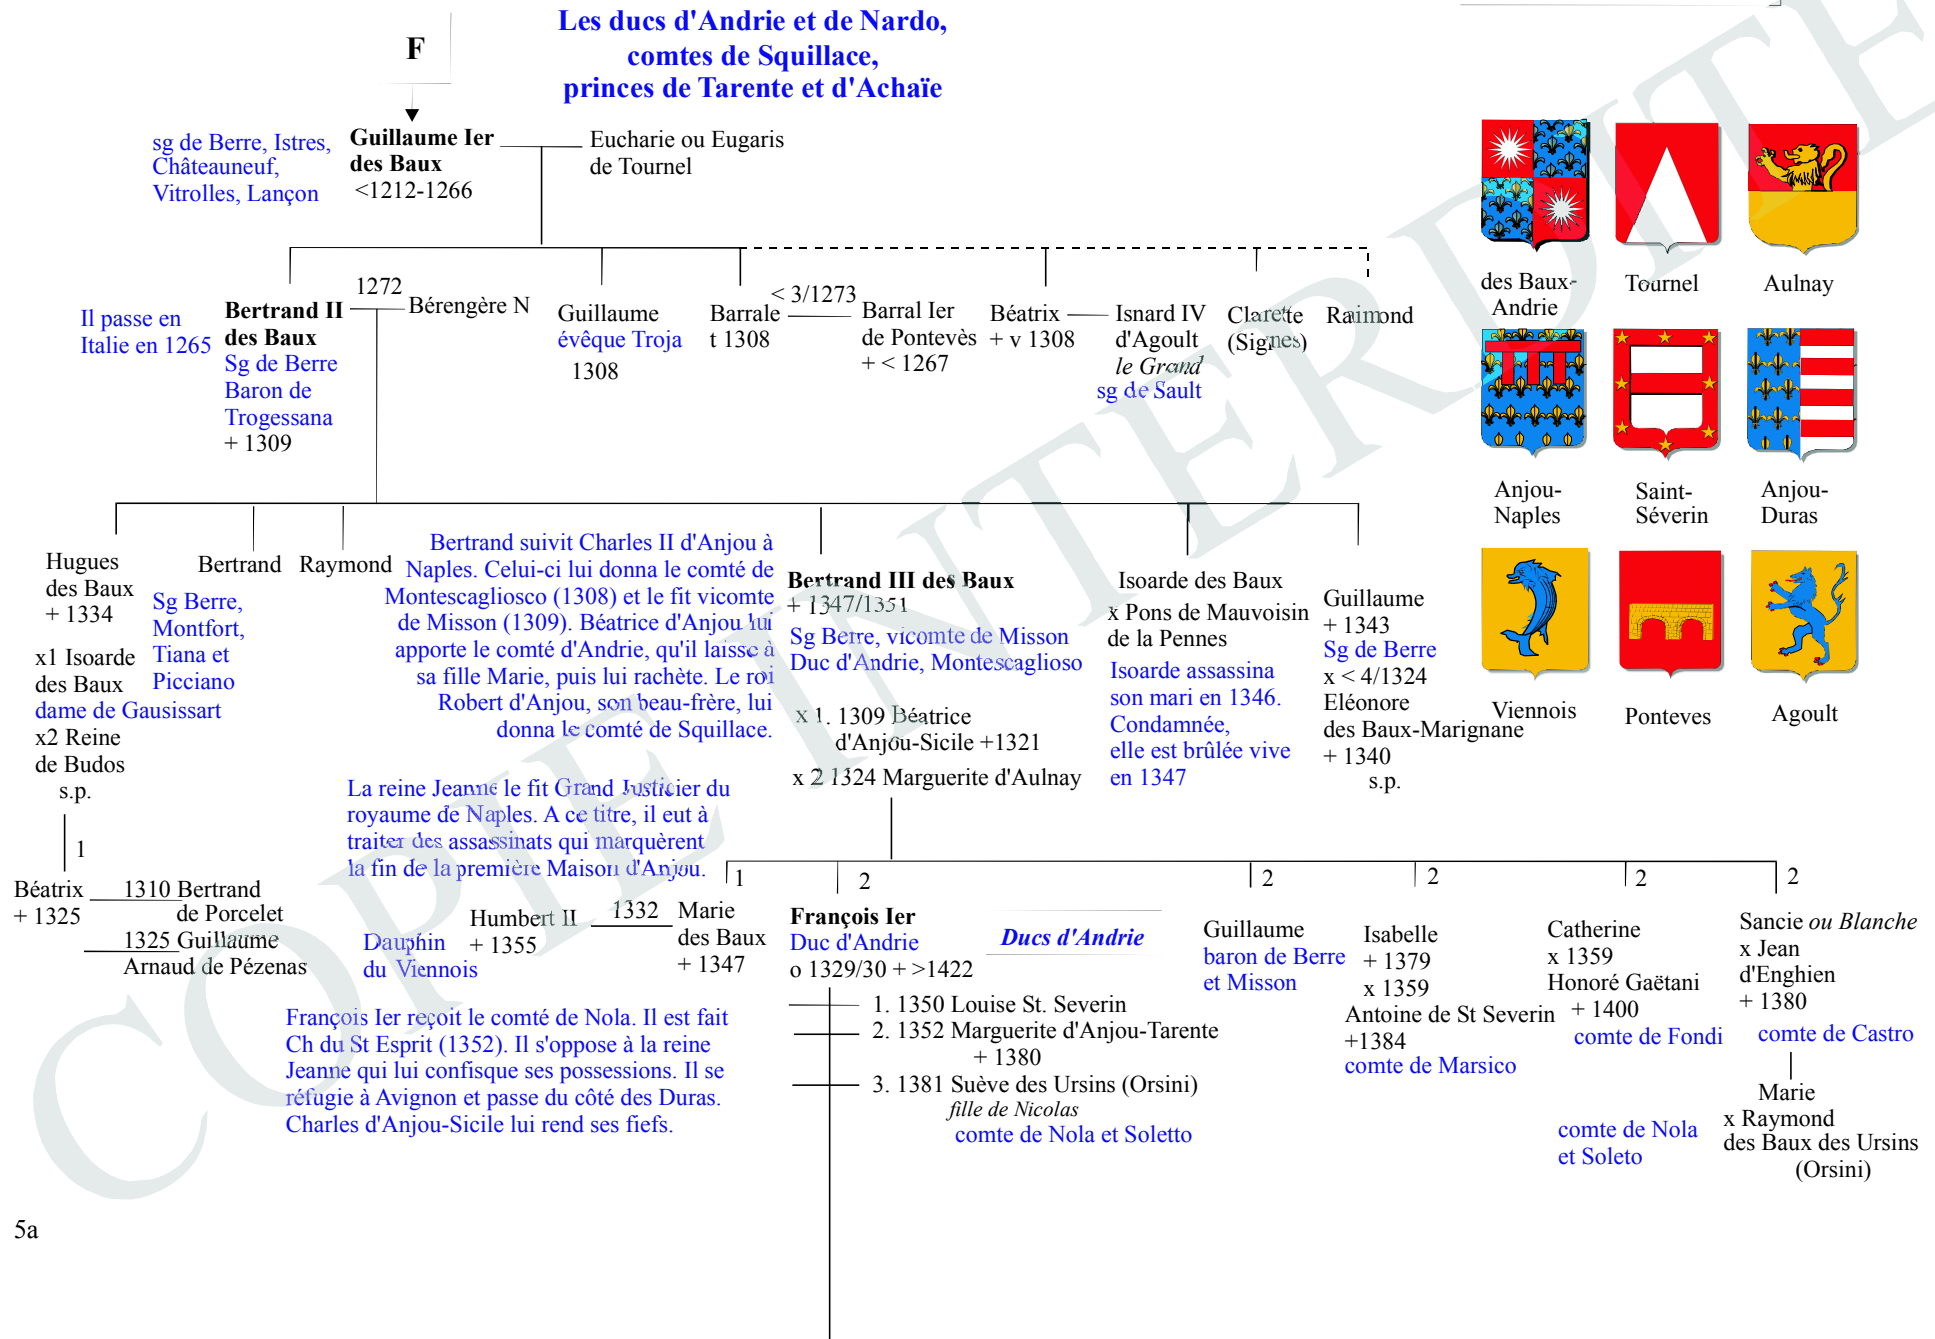 Les ducs d'Andrie et de Nardo,
comtes de Squillace,
princes de Tarente et d'Achaïe
F
sg de Berre, Istres,
Châteauneuf,
Vitrolles, Lançon
Guillaume Ier
des Baux
<1212-1266
Eucharie ou Eugaris
de Tournel
des Baux-
Andrie
Tournel
Aulnay
Anjou-
Naples
Saint-
Séverin
Anjou-
Duras
Viennois
Ponteves
Agoult
Il passe en
Italie en 1265
Bertrand II
des Baux
Sg de Berre
Baron de
Trogessana
+ 1309
1272
Bérengère N
Guillaume
évêque Troja
1308
Barrale
t 1308
< 3/1273
Barral Ier
de Pontevès
+ < 1267
Béatrix
+ v 1308
Isnard IV
d'Agoult
le Grand
sg de Sault
Clarette
(Signes)
Raimond
Hugues
des Baux
+ 1334
x1 Isoarde
des Baux
dame de Gausissart
x2 Reine
de Budos
s.p.
Sg Berre,
Montfort,
Tiana et
Picciano
Bertrand
Raymond
Bertrand suivit Charles II d'Anjou à
Naples. Celui-ci lui donna le comté de
Montescagliosco (1308) et le fit vicomte
de Misson (1309). Béatrice d'Anjou lui
apporte le comté d'Andrie, qu'il laisse à
sa fille Marie, puis lui rachète. Le roi
Robert d'Anjou, son beau-frère, lui
donna le comté de Squillace.
La reine Jeanne le fit Grand Justicier du
royaume de Naples. A ce titre, il eut à
traiter des assassinats qui marquèrent
la fin de la première Maison d'Anjou.
Bertrand III des Baux
+ 1347/1351
Sg Berre, vicomte de Misson
Duc d'Andrie, Montescaglioso
x 1. 1309 Béatrice
d'Anjou-Sicile +1321
x 2 1324 Marguerite d'Aulnay
Isoarde des Baux
x Pons de Mauvoisin
de la Pennes
Isoarde assassina
son mari en 1346.
Condamnée,
elle est brûlée vive
en 1347
Guillaume
+ 1343
Sg de Berre
x < 4/1324
Eléonore
des Baux-Marignane
+ 1340
s.p.
1
Béatrix
+ 1325
1310 Bertrand
de Porcelet
1325 Guillaume
Arnaud de Pézenas
Dauphin
du Viennois
Humbert II
+ 1355
1332
1
Marie
des Baux
+ 1347
2
François Ier
Duc d'Andrie
o 1329/30 + >1422
Ducs d'Andrie
1. 1350 Louise St. Severin
2. 1352 Marguerite d'Anjou-Tarente
+ 1380
3. 1381 Suève des Ursins (Orsini)
fille de Nicolas
comte de Nola et Soletto
François Ier reçoit le comté de Nola. Il est fait
Ch du St Esprit (1352). Il s'oppose à la reine
Jeanne qui lui confisque ses possessions. Il se
réfugie à Avignon et passe du côté des Duras.
Charles d'Anjou-Sicile lui rend ses fiefs.
2
Guillaume
baron de Berre
et Misson
2
Isabelle
+ 1379
x 1359
Antoine de St Severin
+1384
comte de Marsico
2
Catherine
x 1359
Honoré Gaëtani
+ 1400
comte de Fondi
2
Sancie ou Blanche
x Jean
d'Enghien
+ 1380
comte de Castro
Marie
x Raymond
des Baux des Ursins
(Orsini)
comte de Nola
et Soleto
5a
COPIE INTERDITE